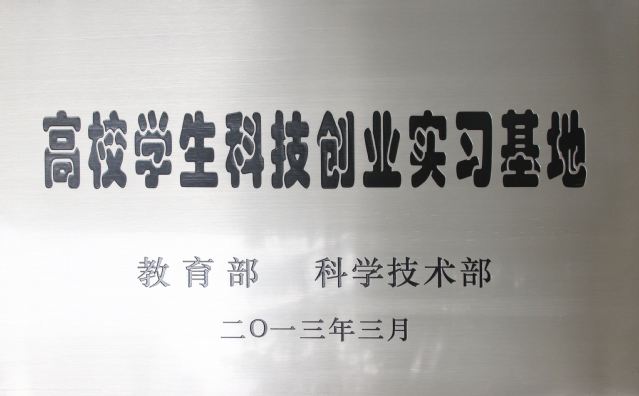 高校学生科技创业实习基地
教育部 科学技术部
二〇一三年三月